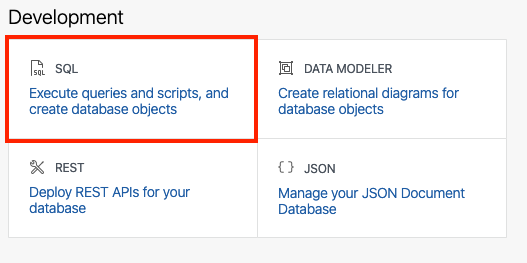 Development
SQL
SQL
Execute queries and scripts, and
create database objects
DATA MODELER
Create relational diagrams for
database objects
REST
Deploy REST APIs for your
database
{ } JSON
Manage your JSON Document
Database